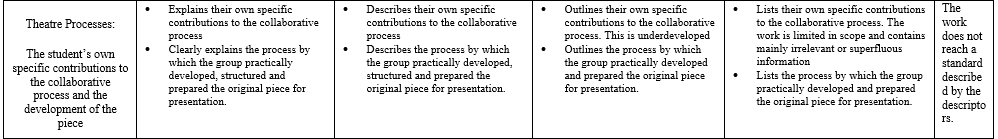 Theatre Processes:
The student's own
specific contributions to
the collaborative
process and the
development of the
piece
• Explains their own specific
contributions to the collaborative
process
• Clearly explains the process by
which the group practically
developed, structured and
prepared the original piece for
presentation.
• Describes their own specific
contributions to the collaborative
process
• Describes the process by which
the group practically developed,
structured and prepared the
original piece for presentation.
• Outlines their own specific
contributions to the collaborative
process. This is underdeveloped
• Outlines the process by which
the group practically developed
and prepared the original piece
for presentation.
• Lists their own specific contributions
to the collaborative process. The
work is limited in scope and contains
mainly irrelevant or superfluous
information
• Lists the process by which the group
practically developed and prepared
the original piece for presentation.
The
work
does not
reach a
standard
describe
d by the
descripto
rs.